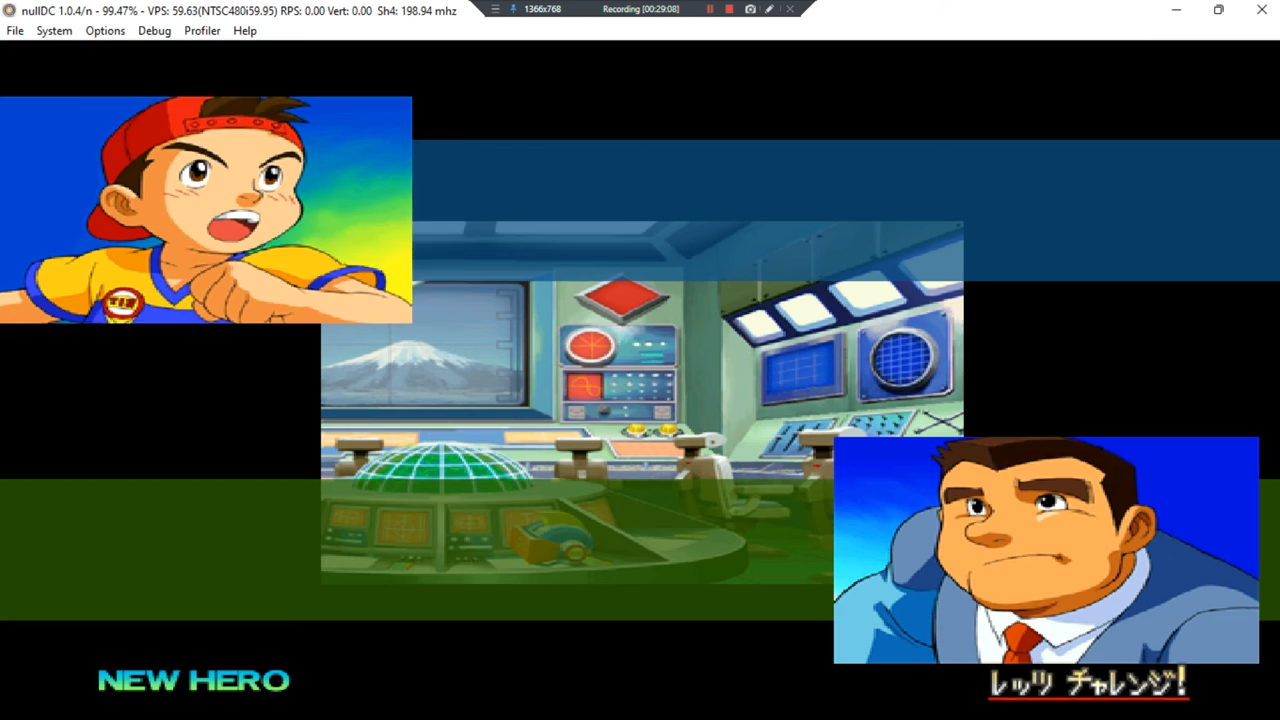 nullDC 1.0.4/n - 99.47% - VPS: 59.63(NTSC480i59.95) RPS: 0.00 Vert: 0.00 Sh4: 198.94 mhz
1366x768
Recording [00:29:08]
File System Options Debug Profiler Help
NEW HERO
レッツ チャレンジ!